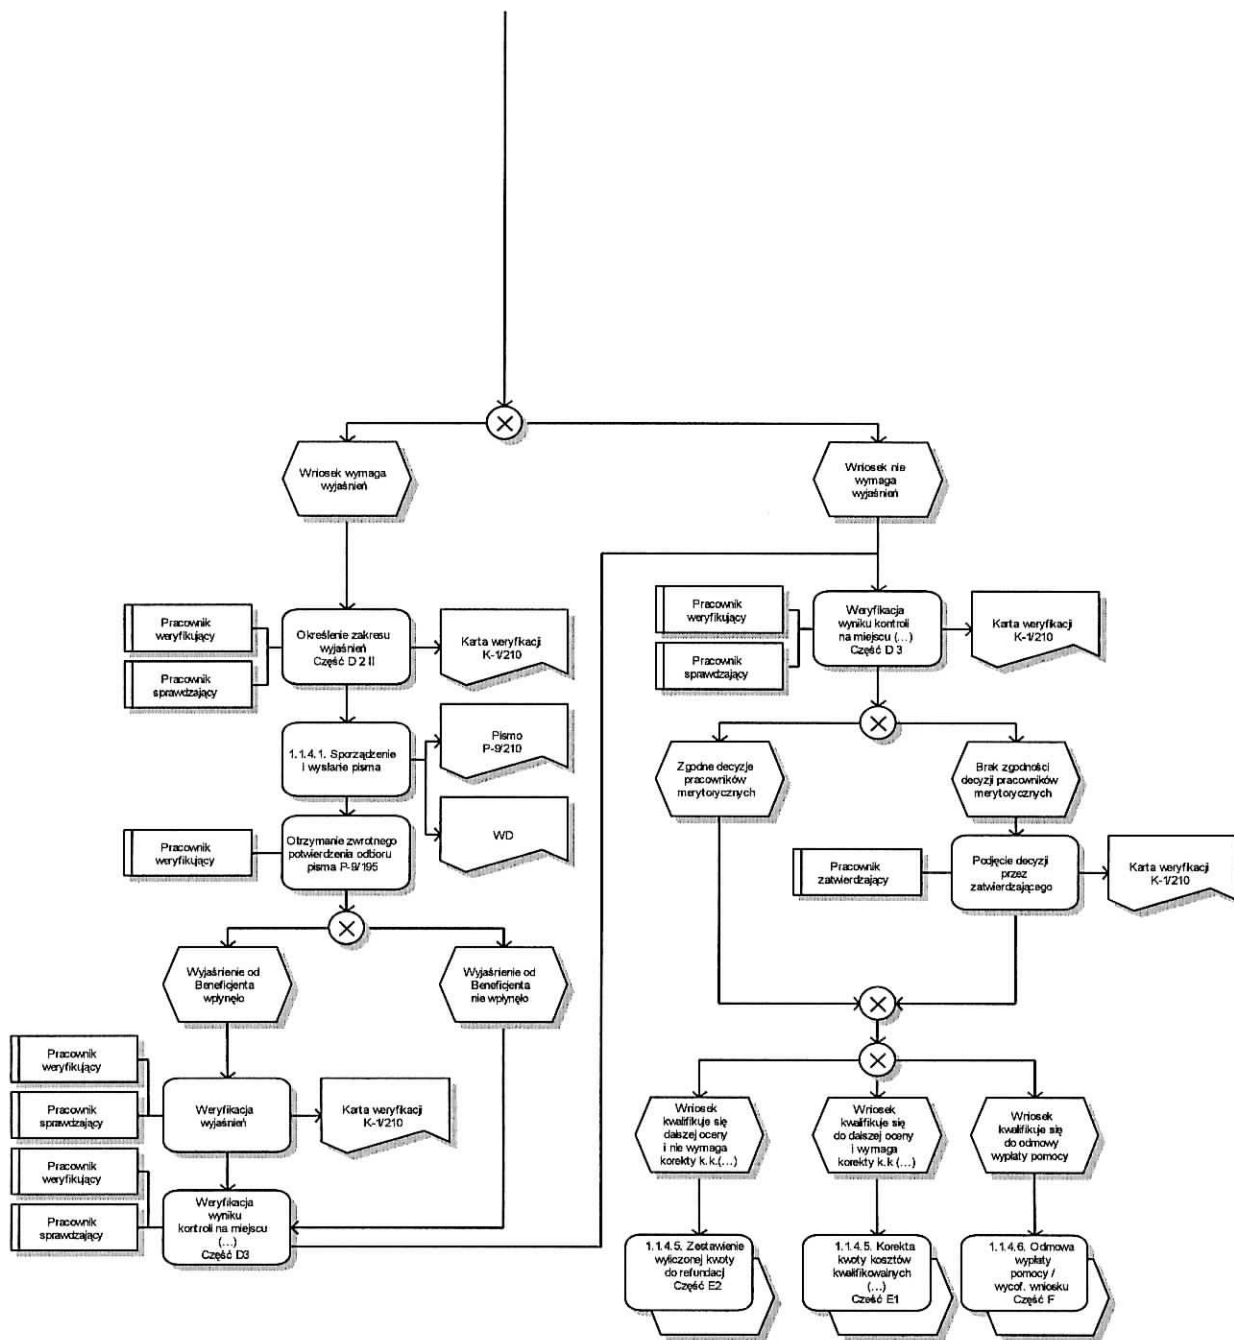 Wniosek wymaga
wyjaśnień
Wniosek nie
wymaga
wyjaśnień
Pracownik
weryfikujący
Pracownik
sprawdzający
Określenie zakresu
wyjaśnień
Część D 2 II
Karta weryfikacji
K-1/210
Pracownik
weryfikujący
Pracownik
sprawdzający
Weryfikacja
wyniku kontroli
na miejscu (...)
Część D 3
Karta weryfikacji
K-1/210
1.1.4.1. Sporządzenie
i wysłanie pisma
Pismo
P-9/210
WD
Zgodne decyzje
pracowników
merytorycznych
Brak zgodności
decyzji pracowników
merytorycznych
Pracownik
weryfikujący
Otrzymanie zwrotnego
potwierdzenia odbioru
pisma P-9/195
Pracownik
zatwierdzający
Podjęcie decyzji
przez
zatwierdzającego
Karta weryfikacji
K-1/210
Wyjaśnienie od
Beneficjenta
wpłynęło
Wyjaśnienie od
Beneficjenta
nie wpłynęło
Pracownik
weryfikujący
Pracownik
sprawdzający
Weryfikacja
wyjaśnień
Karta weryfikacji
K-1/210
Pracownik
weryfikujący
Pracownik
sprawdzający
Weryfikacja
wyniku
kontroli na miejscu
(...)
Część D3
Wniosek
kwalifikuje się
dalszej oceny
i nie wymaga
korekty k.k.(...)
Wniosek
kwalifikuje się
do dalszej oceny
i wymaga
korekty k.k (...)
Wniosek
kwalifikuje się
do odmowy
wypłaty pomocy
1.1.4.5. Zestawienie
wyliczonej kwoty
do refundacji
Część E2
1.1.4.5. Korekta
kwoty kosztów
kwalifikowalnych
(...)
Cześć E1
1.1.4.6. Odmowa
wypłaty
pomocy /
wycof. wniosku
Część F